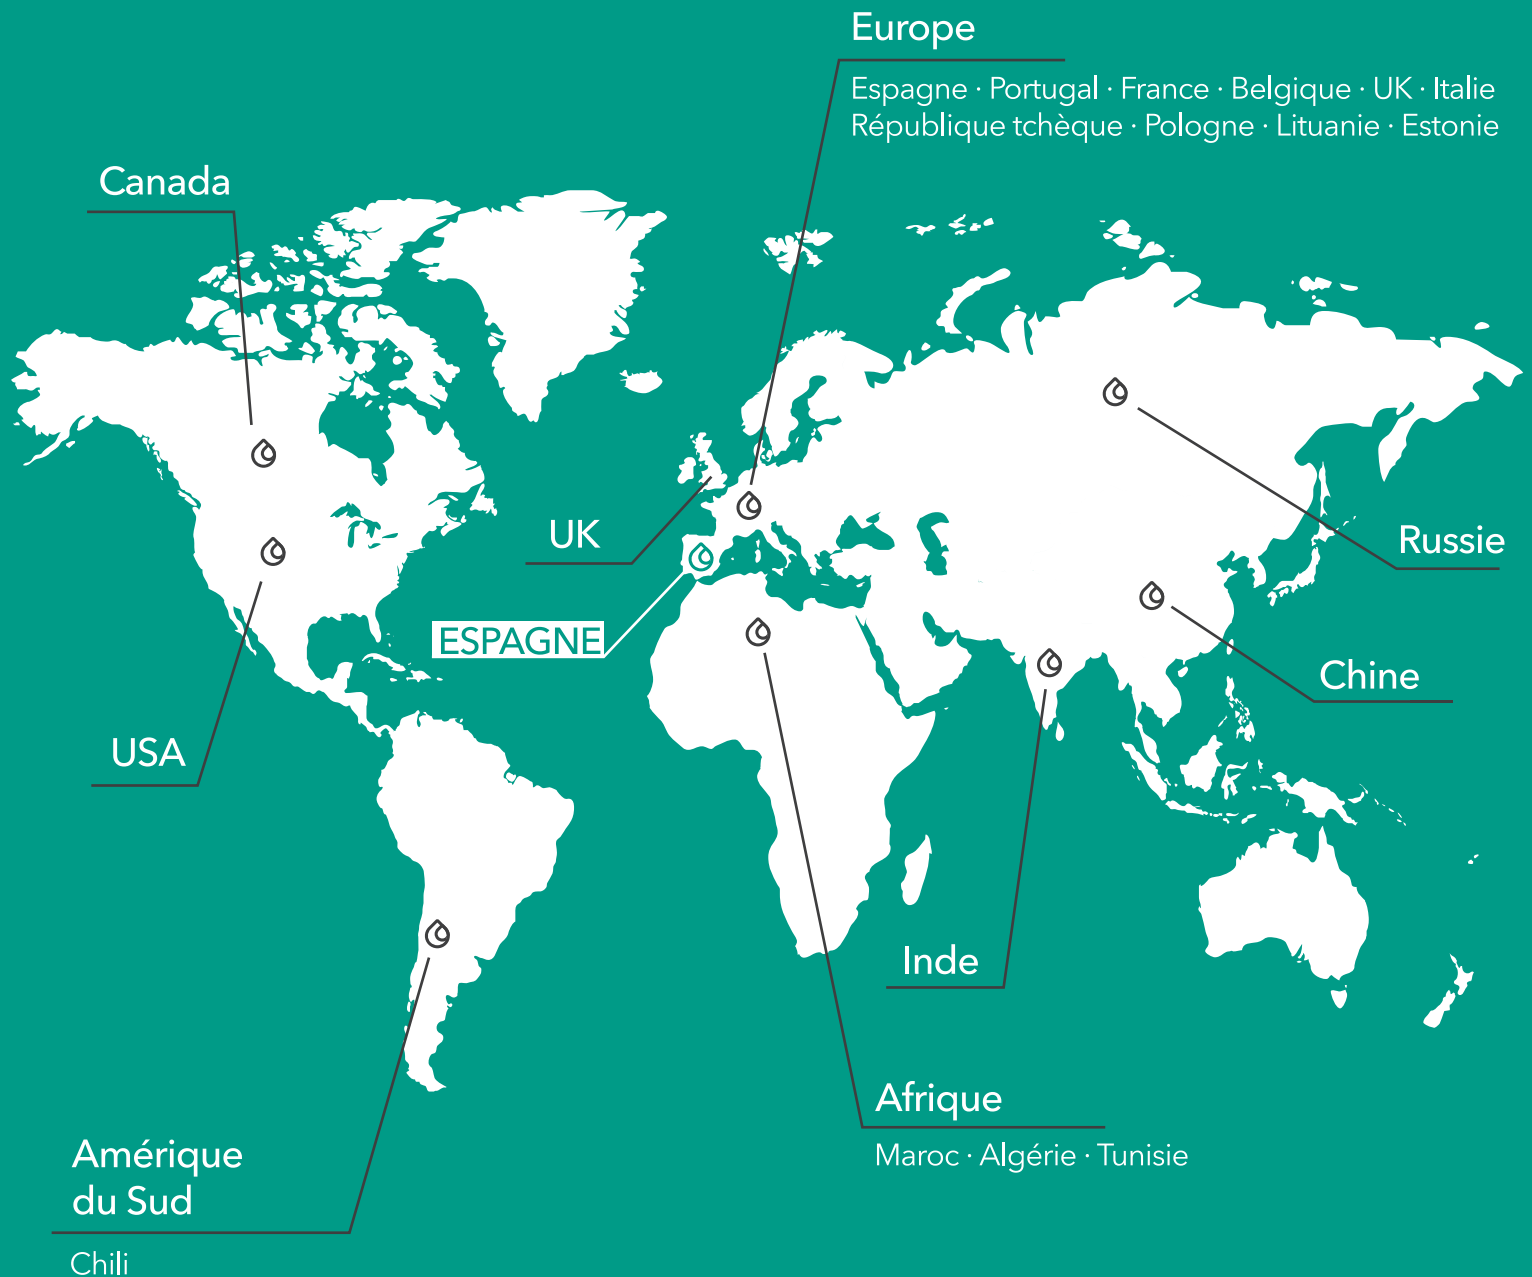 Europe
Espagne · Portugal · France · Belgique · UK · Italie
République tchèque · Pologne · Lituanie · Estonie
Canada
UK
Russie
ESPAGNE
Chine
USA
Inde
Afrique
Maroc · Algérie · Tunisie
Amérique
du Sud
Chili